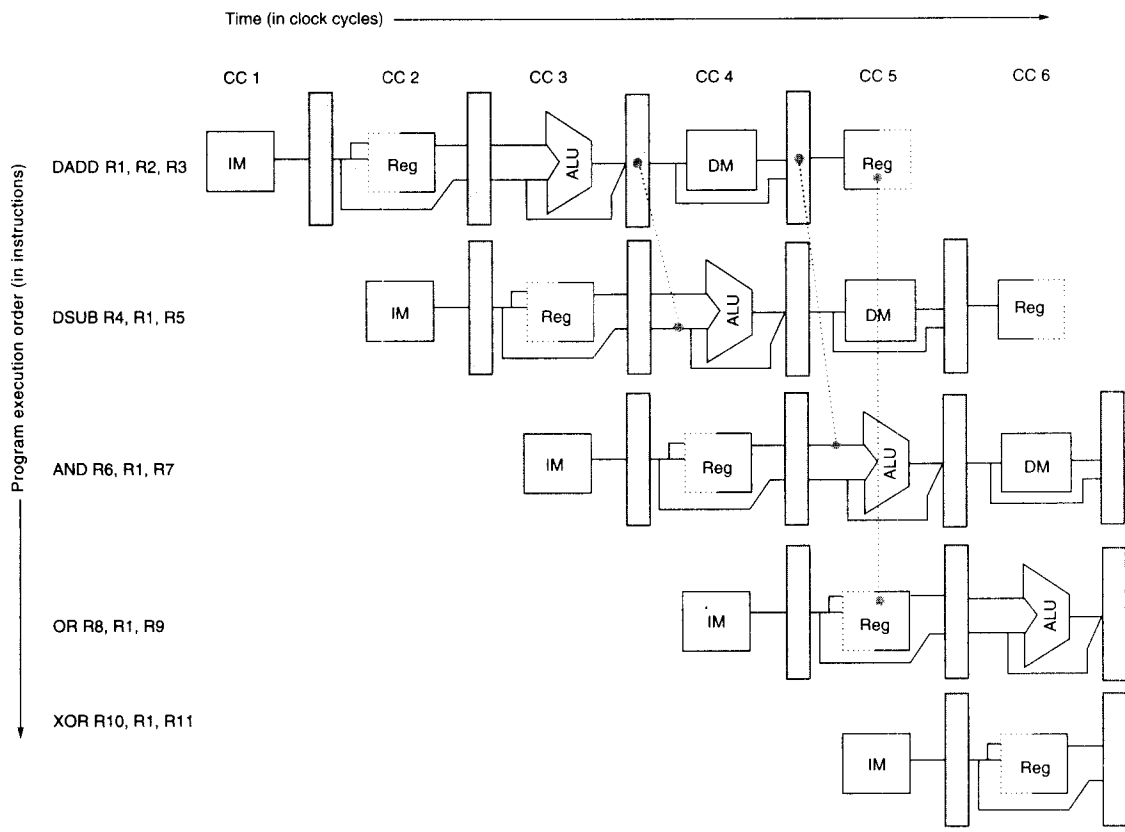 Time (in clock cycles)
CC 1 CC 2 CC 3 CC 4 CC 5 CC 6
Program execution order (in instructions)
DADD R1, R2, R3 IM Reg ALU DM Reg
DSUB R4, R1, R5 IM Reg ALU DM Reg
AND R6, R1, R7 IM Reg ALU DM
OR R8, R1, R9 IM Reg ALU
XOR R10, R1, R11
IM Reg